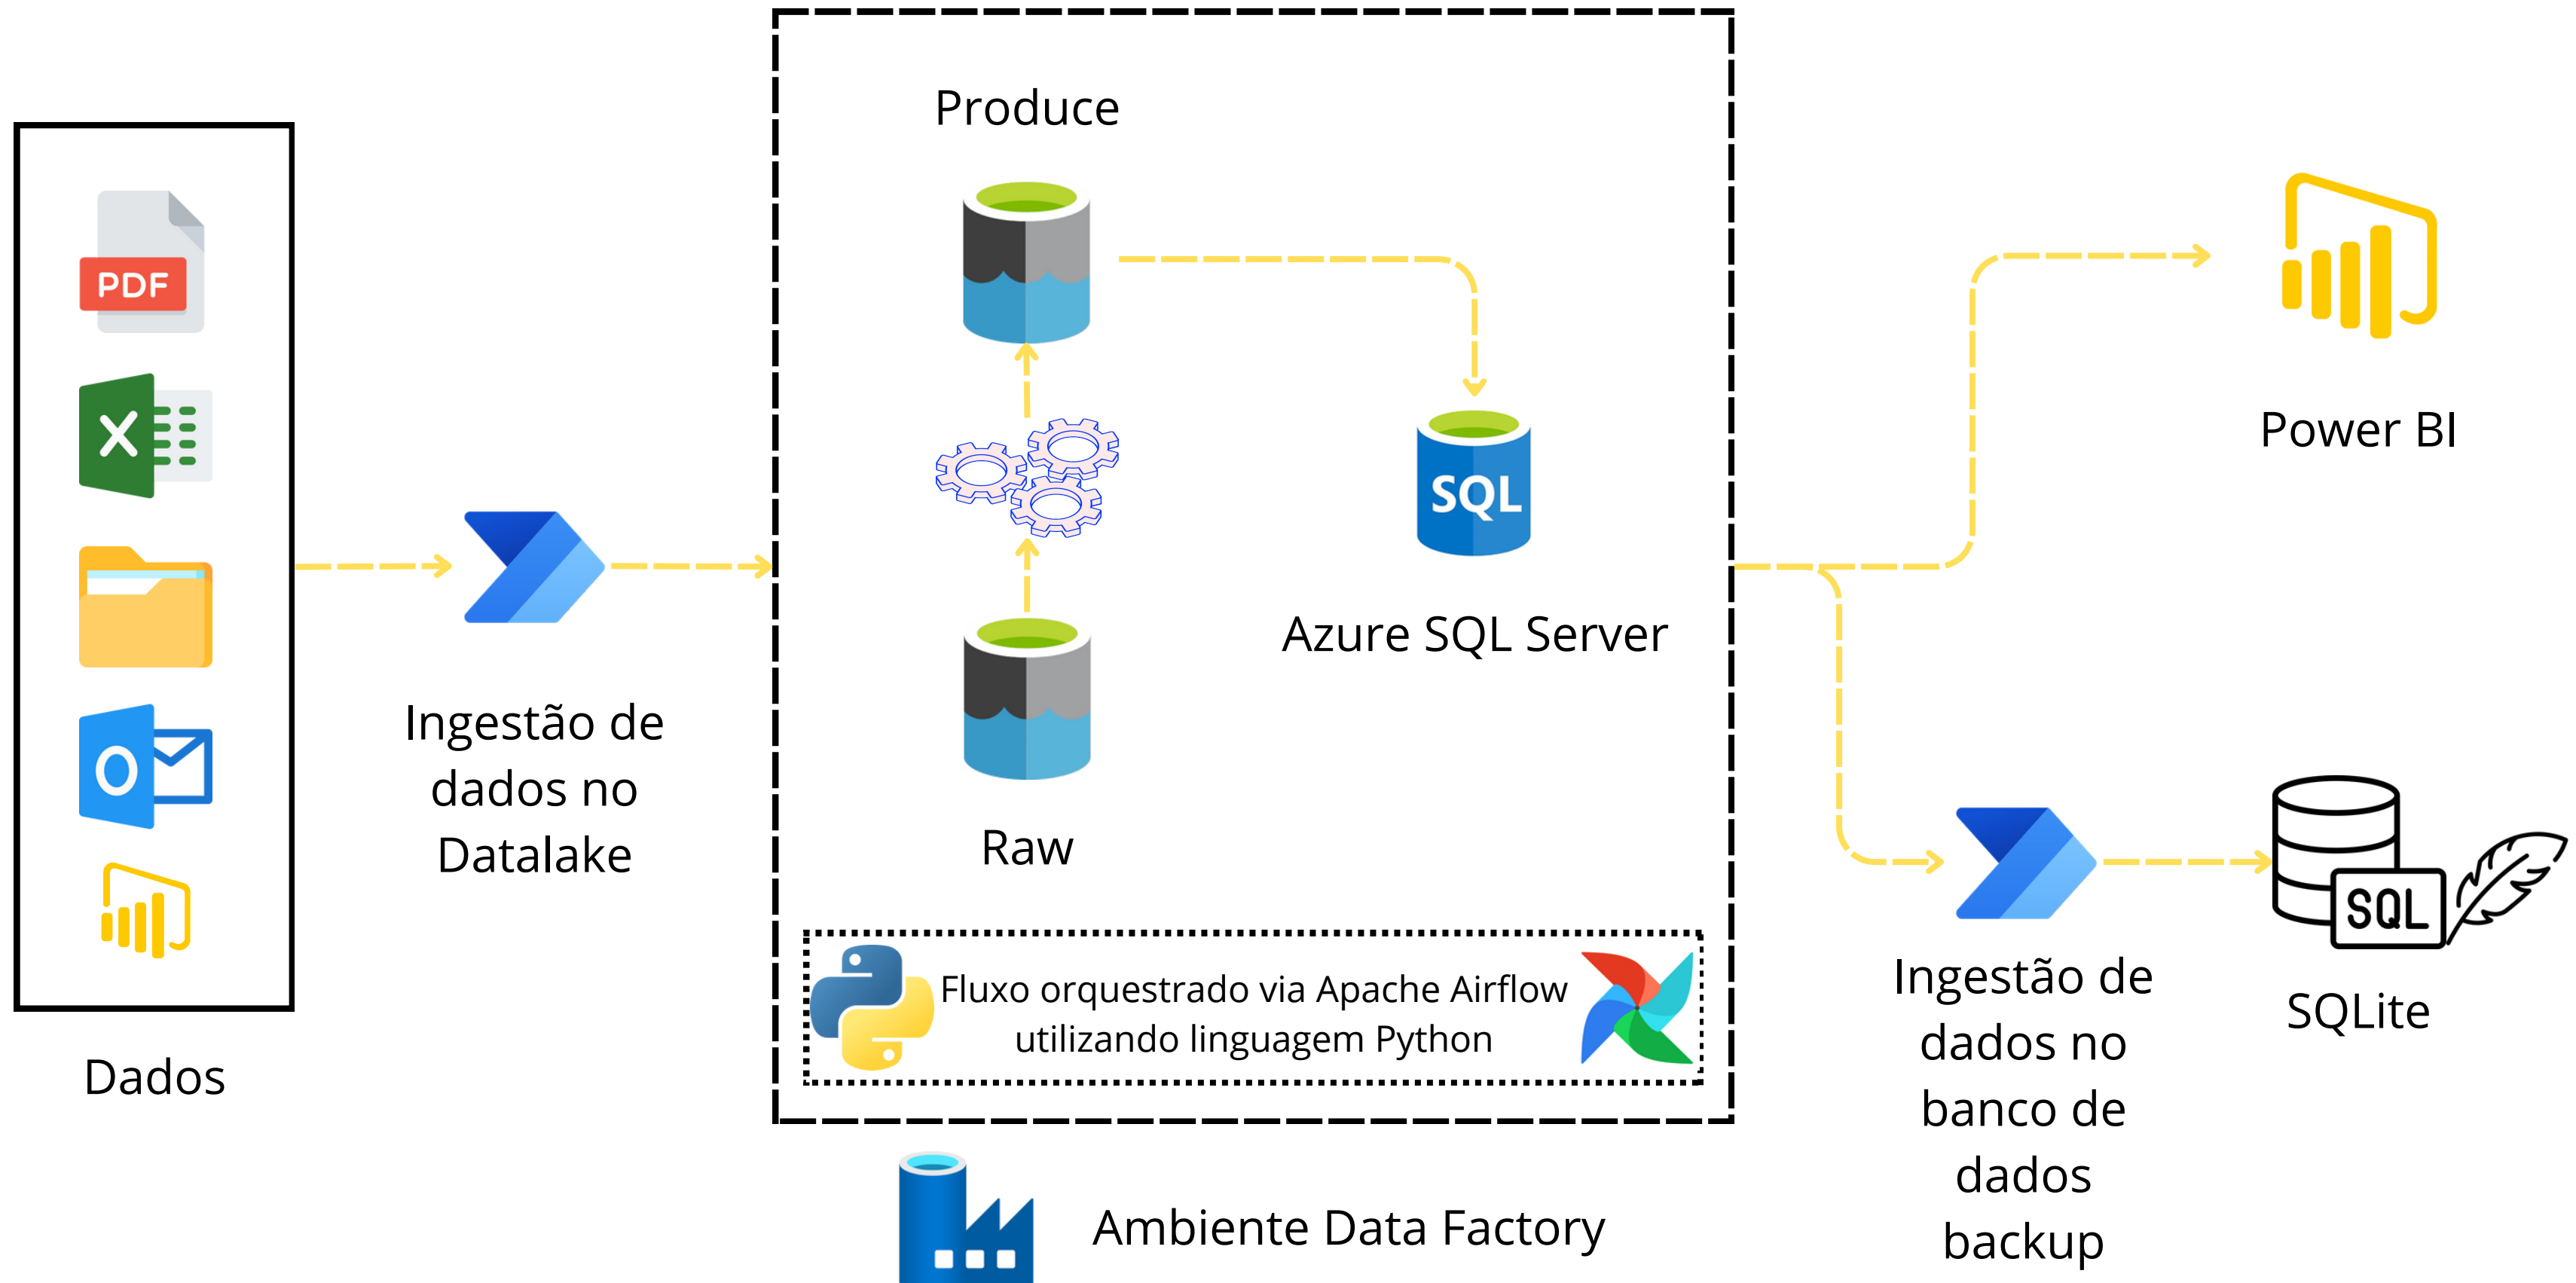 PDF
X
O
Dados
Ingestão de
dados no
Datalake
Produce
Raw
SQL
Azure SQL Server
Fluxo orquestrado via Apache Airflow
utilizando linguagem Python
Ambiente Data Factory
Power BI
Ingestão de
dados no
banco de
dados
backup
SQL
SQLite